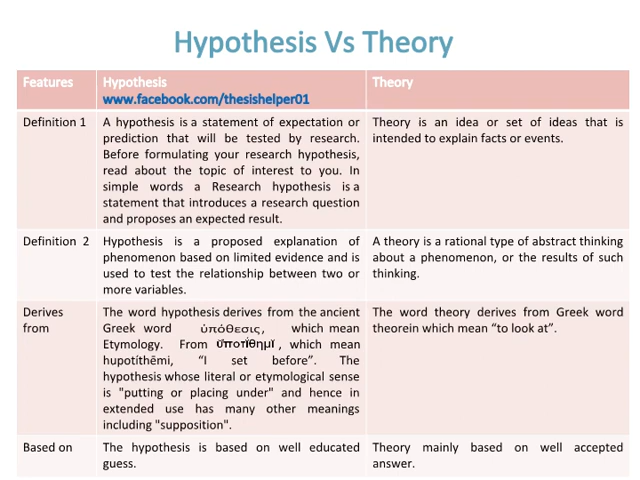 Hypothesis Vs Theory
Features
Hypothesis
www.facebook.com/thesishelper01
Theory
Definition 1
A hypothesis is a statement of expectation or
prediction that will be tested by research.
Before formulating your research hypothesis,
read about the topic of interest to you. In
simple words a Research hypothesis is a
statement that introduces a research question
and proposes an expected result.
Theory is an idea or set of ideas that is
intended to explain facts or events.
Definition 2
Hypothesis is a proposed explanation of
phenomenon based on limited evidence and is
used to test the relationship between two or
more variables.
A theory is a rational type of abstract thinking
about a phenomenon, or the results of such
thinking.
Derives
from
The word hypothesis derives from the ancient
Greek word ὑπόθεσις, which mean
Etymology. From , which mean
hupotíthēmi, “I set before”. The
hypothesis whose literal or etymological sense
is "putting or placing under" and hence in
extended use has many other meanings
including "supposition".
The word theory derives from Greek word
theorein which mean “to look at”.
Based on
The hypothesis is based on well educated
guess.
Theory mainly based on well accepted
answer.